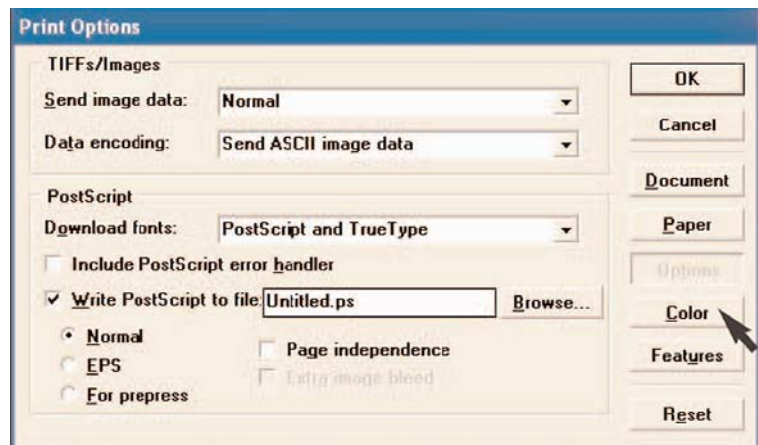 Print Options
TIFFs/Images
Send image data: Normal
Data encoding: Send ASCII image data
PostScript
Download fonts: PostScript and TrueType
Include PostScript error handler
Write PostScript to file: Untitled.ps Browse...
Normal
EPS
For prepress
Page independence
Extra image bleed
OK
Cancel
Document
Paper
Options
Color
Features
Reset